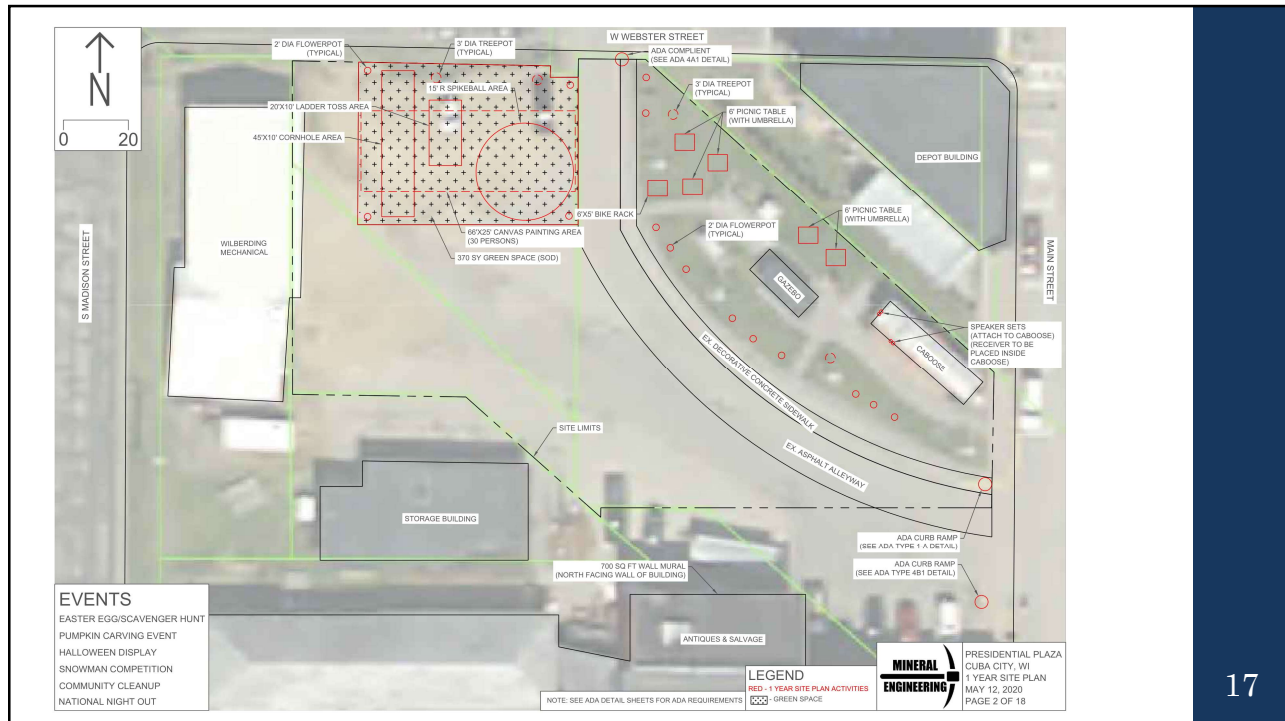 W WEBSTER STREET
N
0 20
2' DIA FLOWERPOT
(TYPICAL)
3' DIA TREEPOT
(TYPICAL)
ADA COMPLIENT
(SEE ADA 4A1 DETAIL)
15' R SPIKEBALL AREA
20'X10' LADDER TOSS AREA
45'X10' CORNHOLE AREA
3' DIA TREEPOT
(TYPICAL)
6' PICNIC TABLE
(WITH UMBRELLA)
DEPOT BUILDING
6'X5' BIKE RACK
6' PICNIC TABLE
(WITH UMBRELLA)
2' DIA FLOWERPOT
(TYPICAL)
66'X25' CANVAS PAINTING AREA
(30 PERSONS)
370 SY GREEN SPACE (SOD)
WILBERDING
MECHANICAL
S MADISON STREET
MAIN STREET
GAZEBO
CABOOSE
SPEAKER SETS
(ATTACH TO CABOOSE)
(RECEIVER TO BE
PLACED INSIDE
CABOOSE)
EX. DECORATIVE CONCRETE SIDEWALK
EX. ASPHALT ALLEYWAY
SITE LIMITS
STORAGE BUILDING
ADA CURB RAMP
(SEE ADA TYPE 1-A DETAIL)
ADA CURB RAMP
(SEE ADA TYPE 4B1 DETAIL)
700 SQ FT WALL MURAL
(NORTH FACING WALL OF BUILDING)
ANTIQUES & SALVAGE
EVENTS
EASTER EGG/SCAVENGER HUNT
PUMPKIN CARVING EVENT
HALLOWEEN DISPLAY
SNOWMAN COMPETITION
COMMUNITY CLEANUP
NATIONAL NIGHT OUT
NOTE: SEE ADA DETAIL SHEETS FOR ADA REQUIREMENTS
LEGEND
RED - 1 YEAR SITE PLAN ACTIVITIES
- GREEN SPACE
MINERAL
ENGINEERING
PRESIDENTIAL PLAZA
CUBA CITY, WI
1 YEAR SITE PLAN
MAY 12, 2020
PAGE 2 OF 18
17